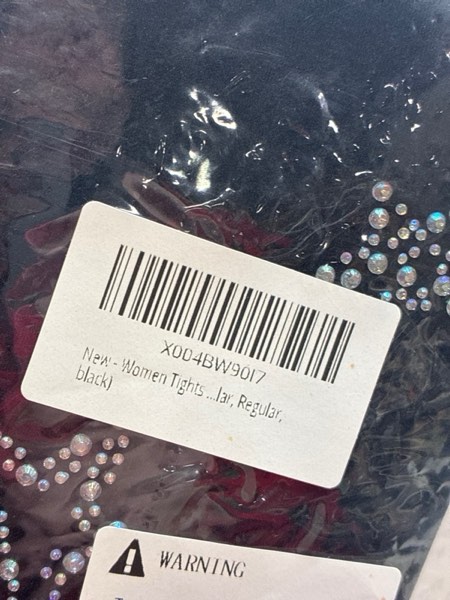 X004BW90I7
New - Women Tights ...lar, Regular,
black)
WARNING